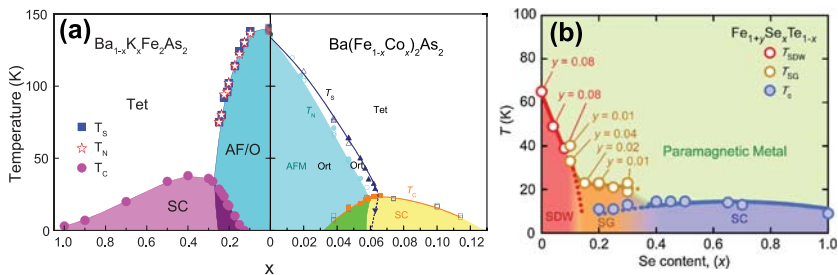 (a)
Ba1-xKxFe2As2
Ba(Fe1-xCox)2As2
Temperature (K)
150
100
50
0
Tet
TS
TN
TC
AF/O
SC
TS
Tet
TN
AFM
Ort
Ort
TC
SC
1.0
0.8
0.6
0.4
0.2
0
0.02
0.04
0.06
0.08
0.10
0.12
x
b
Fe1+ySexTe1-x
TSDW
TSG
Tc
T (K)
100
80
60
40
20
0
y = 0.08
y = 0.08
y = 0.01
y = 0.04
y = 0.02
y = 0.01
Paramagnetic Metal
SDW
SG
SC
0
0.2
0.4
0.6
0.8
1.0
Se content, (x)